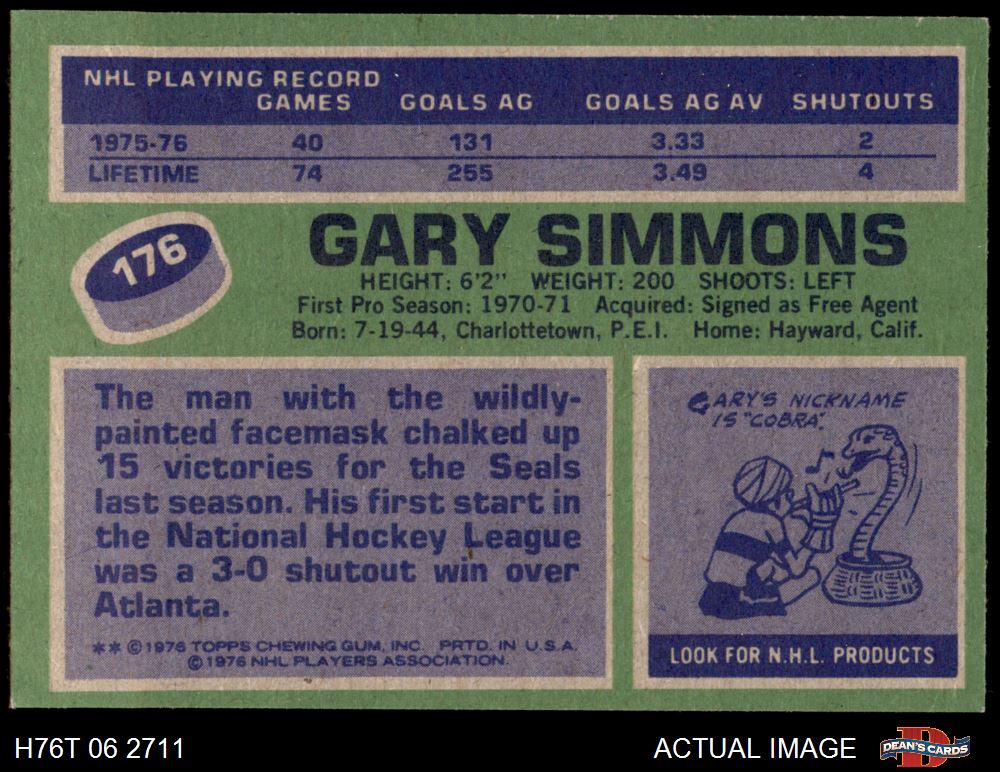 NHL PLAYING RECORD
GAMES GOALS AG GOALS AG AV SHUTOUTS
1975-76 40 131 3.33 2
LIFETIME 74 255 3.49 4
176
GARY SIMMONS
HEIGHT: 6'2" WEIGHT: 200 SHOOTS: LEFT
First Pro Season: 1970-71 Acquired: Signed as Free Agent
Born: 7-19-44, Charlottetown, P.E.I. Home: Hayward, Calif.
The man with the wildly-
painted facemask chalked up
15 victories for the Seals
last season. His first start in
the National Hockey League
was a 3-0 shutout win over
Atlanta.
** ©1976 TOPPS CHEWING GUM, INC. PRTD. IN U.S.A.
©1976 NHL PLAYERS ASSOCIATION.
GARY'S NICKNAME
IS "COBRA".
LOOK FOR N.H.L. PRODUCTS
H76T 06 2711
ACTUAL IMAGE
D
DEAN'S CARDS